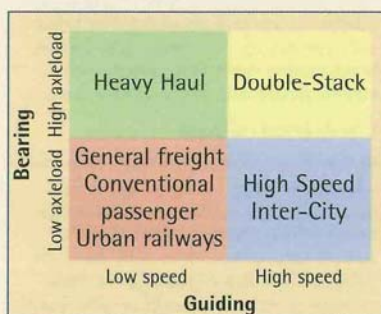 Bearing
High axleload
Low axleload
Heavy Haul
Double-Stack
General freight
Conventional
passenger
Urban railways
High Speed
Inter-City
Low speed
High speed
Guiding